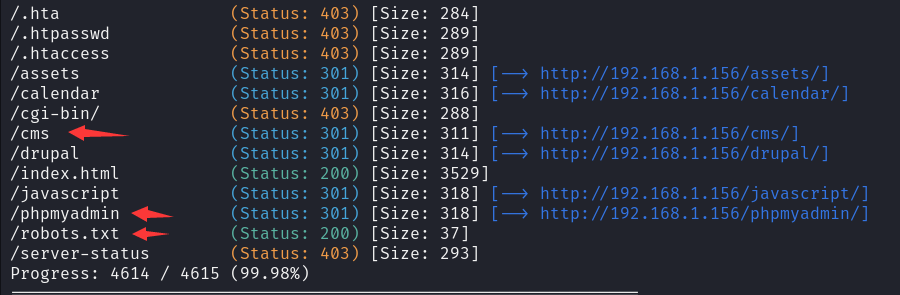 /.hta (Status: 403) [Size: 284]
/.htpasswd (Status: 403) [Size: 289]
/.htaccess (Status: 403) [Size: 289]
/assets (Status: 301) [Size: 314] [--> http://192.168.1.156/assets/]
/calendar (Status: 301) [Size: 316] [--> http://192.168.1.156/calendar/]
/cgi-bin/ (Status: 403) [Size: 288]
/cms (Status: 301) [Size: 311] [--> http://192.168.1.156/cms/]
/drupal (Status: 301) [Size: 314] [--> http://192.168.1.156/drupal/]
/index.html (Status: 200) [Size: 3529]
/javascript (Status: 301) [Size: 318] [--> http://192.168.1.156/javascript/]
/phpmyadmin (Status: 301) [Size: 318] [--> http://192.168.1.156/phpmyadmin/]
/robots.txt (Status: 200) [Size: 37]
/server-status (Status: 403) [Size: 293]
Progress: 4614 / 4615 (99.98%)